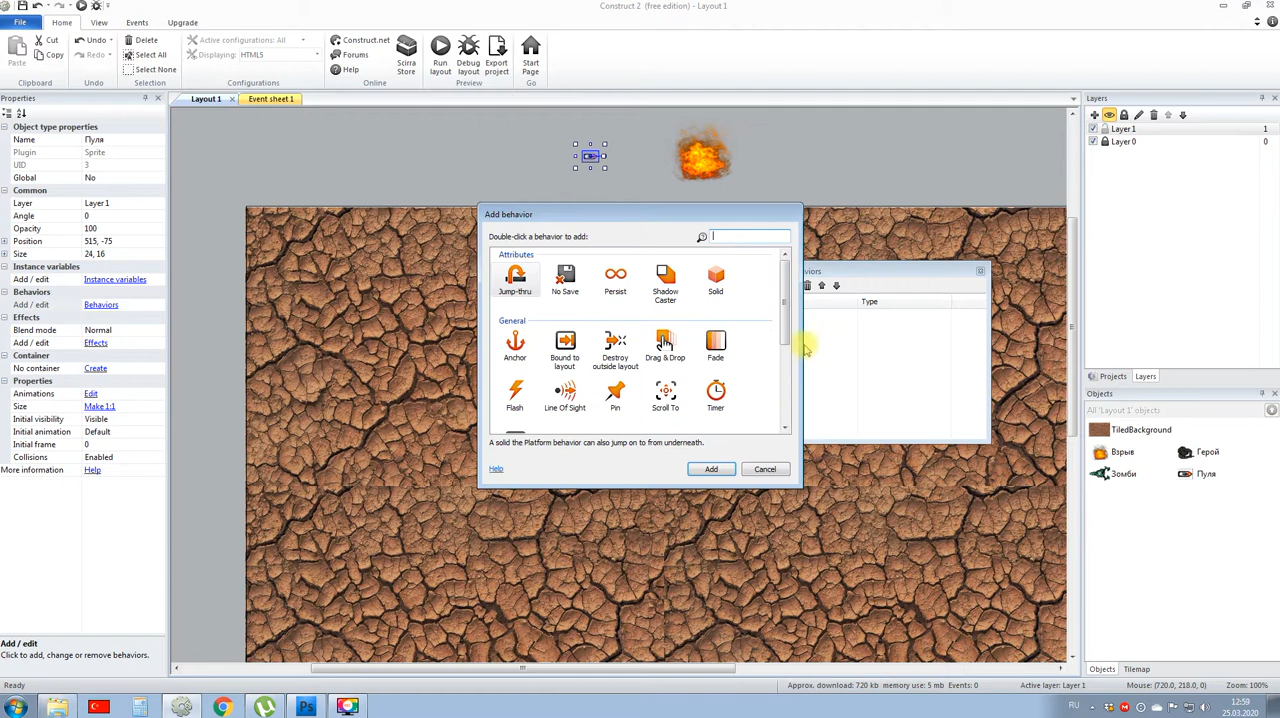 Construct 2 (free edition) - Layout 1
File
Home
View
Events
Upgrade
Paste
Cut
Copy
Clipboard
Undo
Redo
Undo
Delete
Select All
Select None
Selection
Active configurations: All
Displaying: HTML5
Configurations
Construct.net
Forums
Help
Online
Scirra Store
Run layout
Debug layout
Export project
Preview
Start Page
Go
Properties
Object type properties
Name Пуля
Plugin Sprite
UID 3
Global No
Common
Layer Layer 1
Angle 0
Opacity 100
Position 515, -75
Size 24, 16
Instance variables
Add / edit Instance variables
Behaviors
Add / edit Behaviors
Effects
Blend mode Normal
Add / edit Effects
Container
No container Create
Properties
Animations Edit
Size Make 1:1
Initial visibility Visible
Initial animation Default
Initial frame 0
Collisions Enabled
More information Help
Add / edit
Click to add, change or remove behaviors.
Layout 1
Event sheet 1
Add behavior
Double-click a behavior to add:
Attributes
Jump-thru
No Save
Persist
Shadow Caster
Solid
General
Anchor
Bound to layout
Destroy outside layout
Drag & Drop
Fade
Flash
Line Of Sight
Pin
Scroll To
Timer
A solid the Platform behavior can also jump on to from underneath.
Help
Add
Cancel
viors
Type
Layers
Layer 1 1
Layer 0 0
Projects
Layers
Objects
All 'Layout 1' objects
TiledBackground
Взрыв
Герой
Зомби
Пуля
Objects
Tilemap
Ready
Approx. download: 720 kb memory use: 5 mb Events: 0
Active layer: Layer 1
Mouse: (720.0, 218.0, 0)
Zoom: 100%
Ps
RU
12:59
25.03.2020